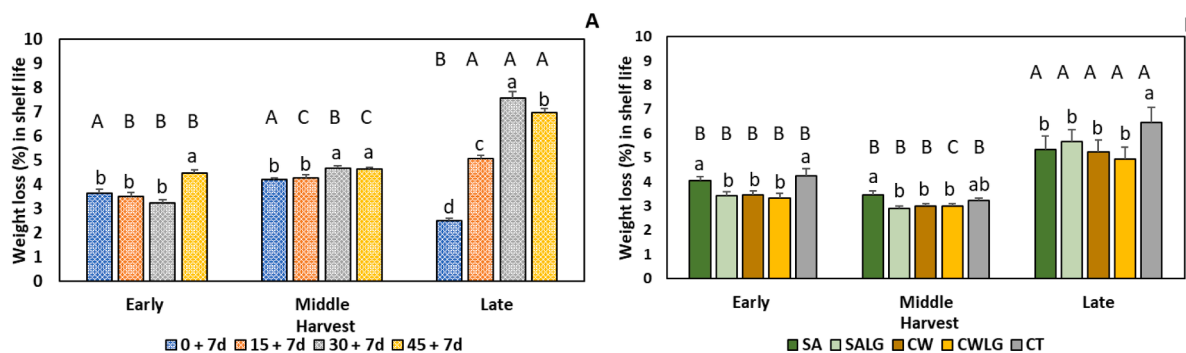 A
Weight loss (%) in shelf life
10
9
8
7
6
5
4
3
2
1
0
A B B B
b b b a
A C B C
b b a a
B A A A
d c a b
Early Middle Late
Harvest
0 + 7d 15 + 7d 30 + 7d 45 + 7d
Weight loss (%) in shelf life
10
9
8
7
6
5
4
3
2
1
0
B B B B B
a b b b a
B B B C B
a b b b ab
A A A A A
b b b b a
Early Middle Late
Harvest
SA SALG CW CWLG CT